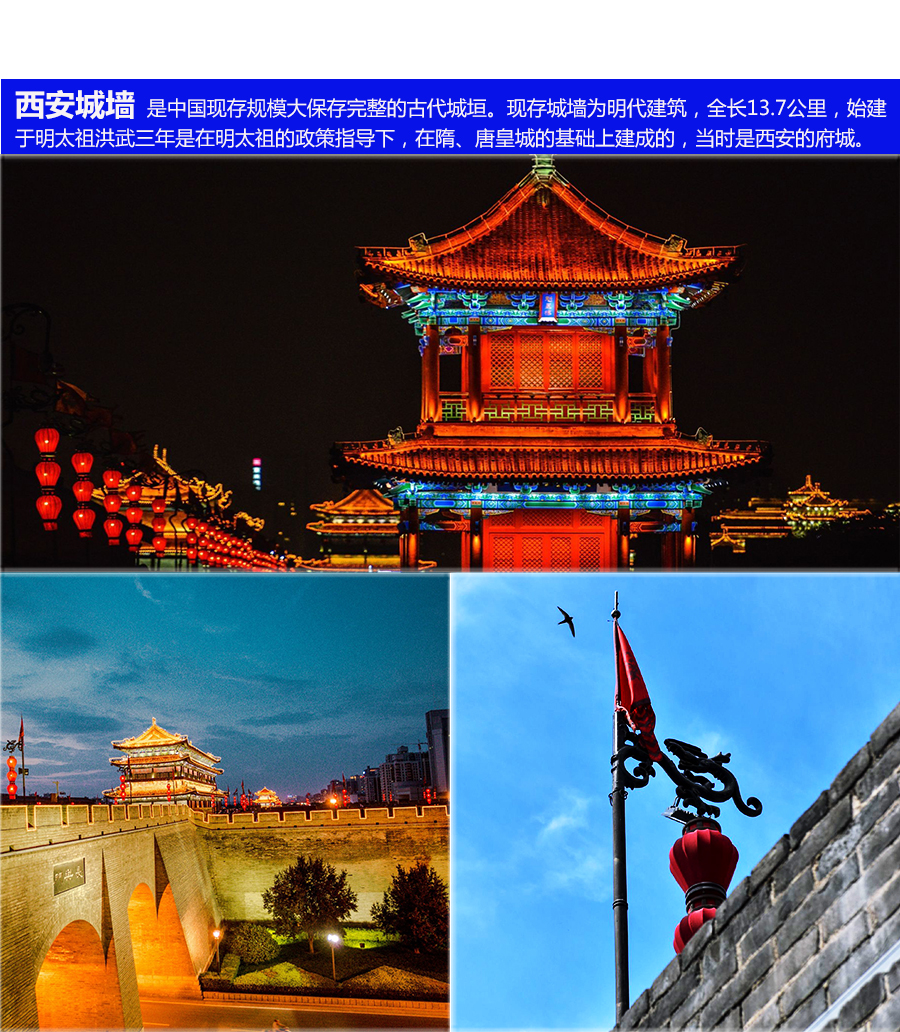 西安城墙 是中国现存规模大保存完整的古代城垣。现存城墙为明代建筑，全长13.7公里，始建
于明太祖洪武三年是在明太祖的政策指导下，在隋、唐皇城的基础上建成的，当时是西安的府城。